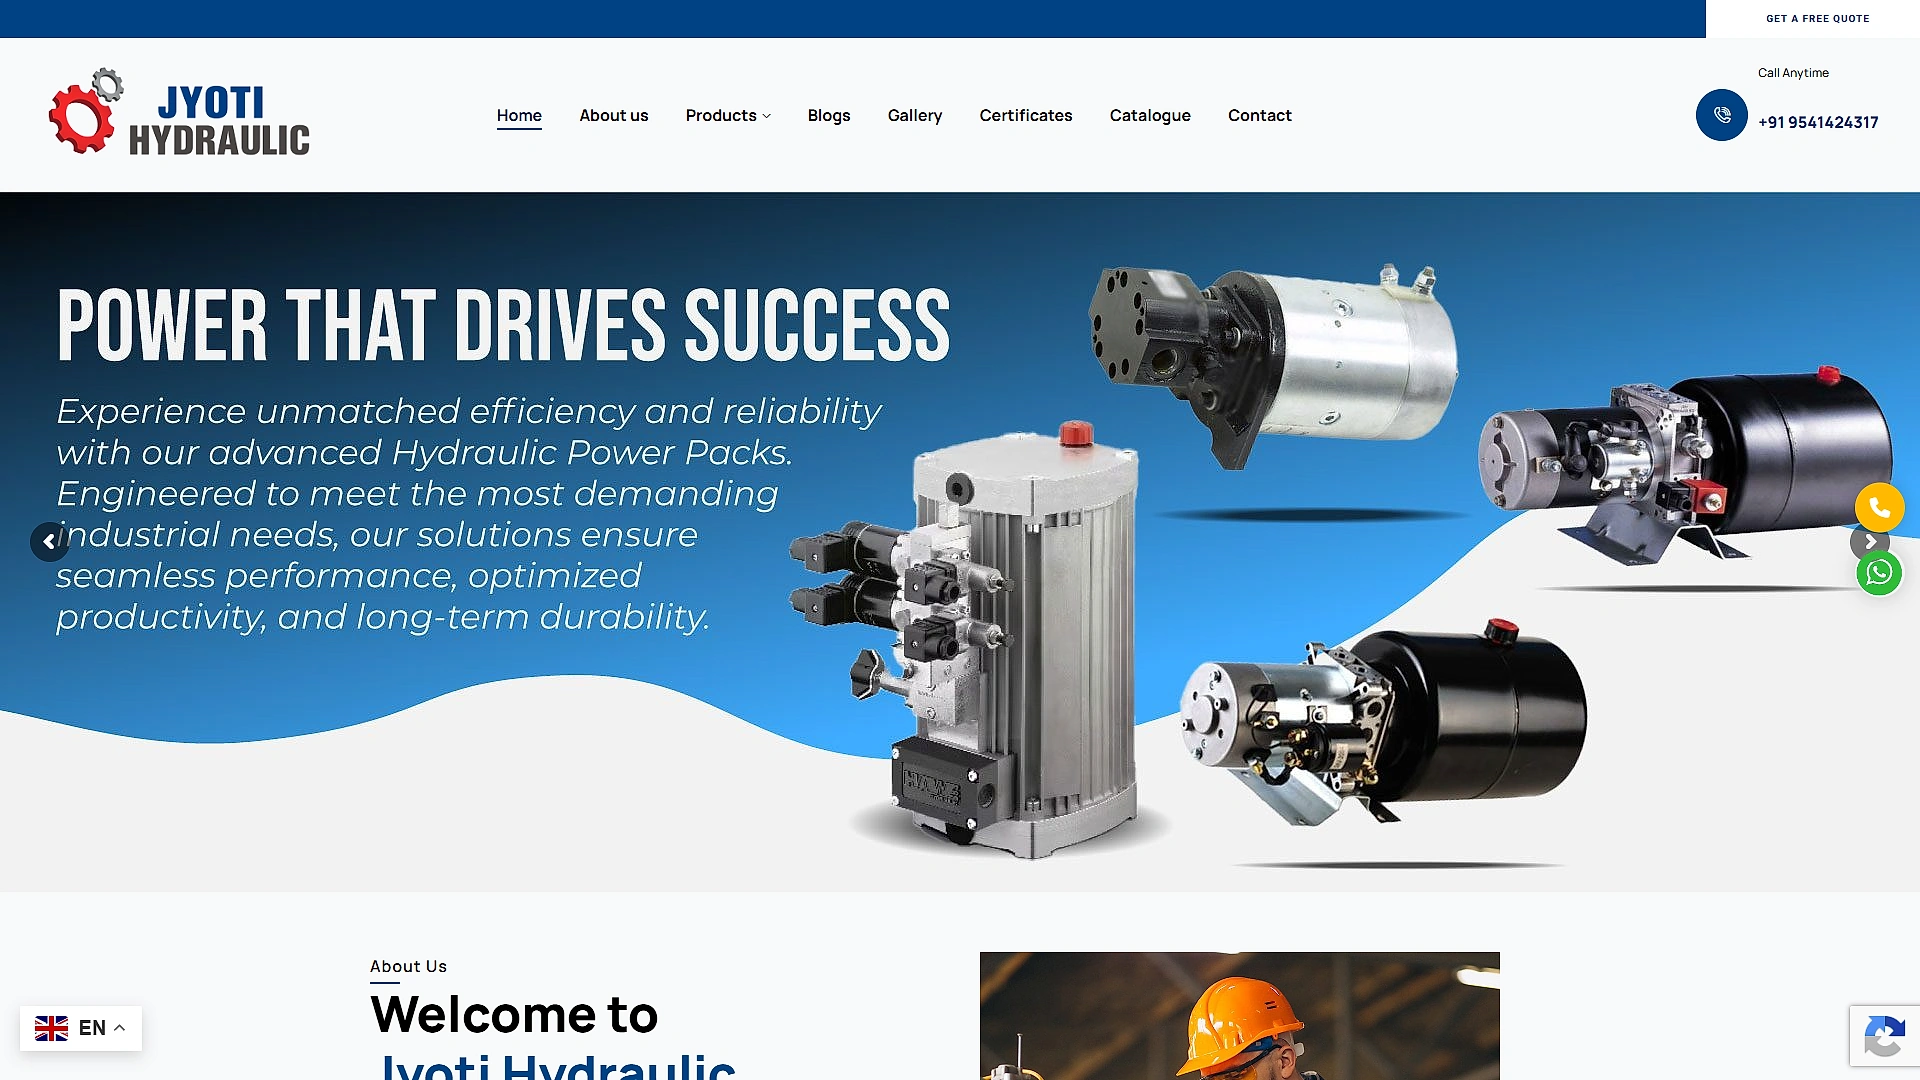 GET A FREE QUOTE
Call Anytime
JYOTI
HYDRAULIC
Home
About us
Products
Blogs
Gallery
Certificates
Catalogue
Contact
+91 9541424317
POWER THAT DRIVES SUCCESS
Experience unmatched efficiency and reliability
with our advanced Hydraulic Power Packs.
Engineered to meet the most demanding
industrial needs, our solutions ensure
seamless performance, optimized
productivity, and long-term durability.
HAWE
About Us
Welcome to
Jyoti Hydraulic
EN